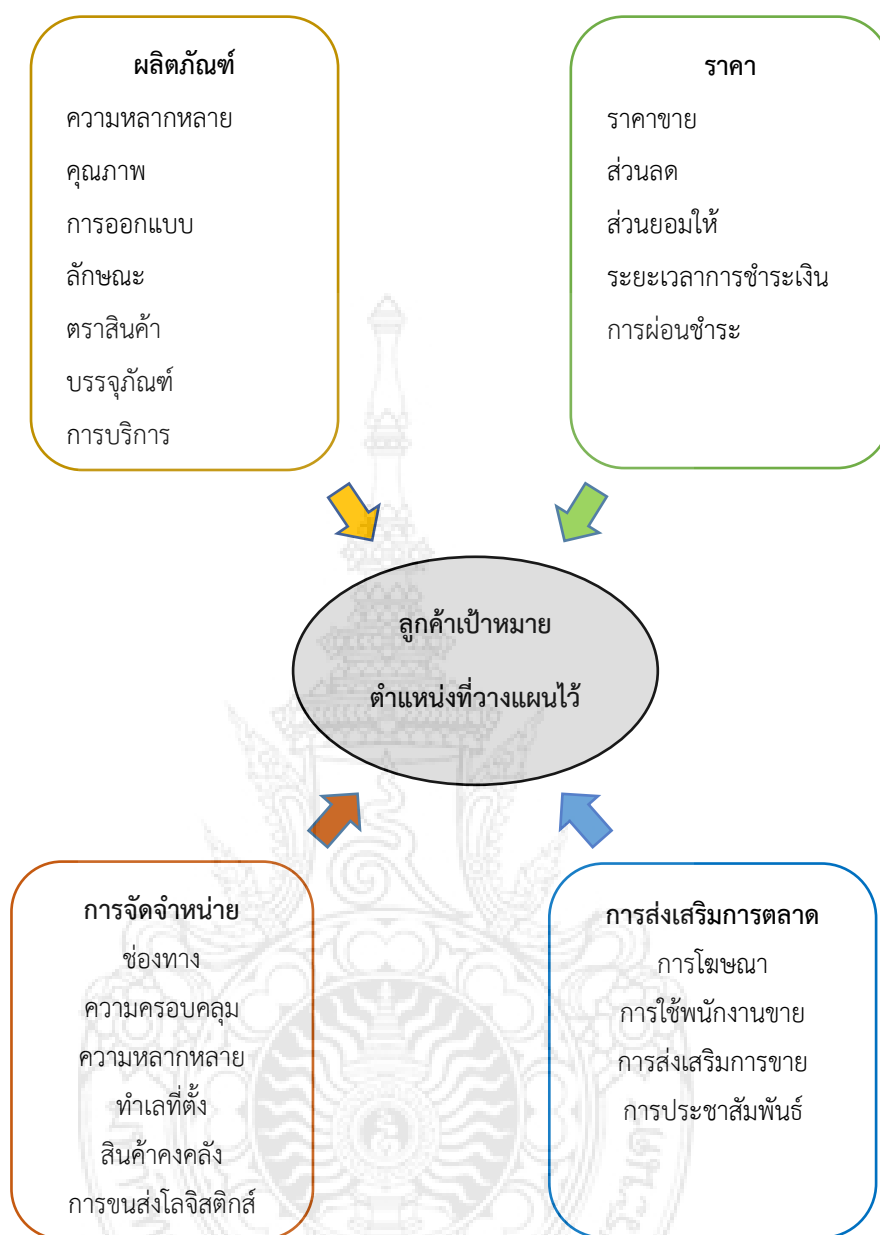 ผลิตภัณฑ์
ความหลากหลาย
คุณภาพ
การออกแบบ
ลักษณะ
ตราสินค้า
บรรจุภัณฑ์
การบริการ
ราคา
ราคาขาย
ส่วนลด
ส่วนยอมให้
ระยะเวลาการชำระเงิน
การผ่อนชำระ
ลูกค้าเป้าหมาย
ตำแหน่งที่วางแผนไว้
การจัดจำหน่าย
ช่องทาง
ความครอบคลุม
ความหลากหลาย
ทำเลที่ตั้ง
สินค้าคงคลัง
การขนส่งโลจิสติกส์
การส่งเสริมการตลาด
การโฆษณา
การใช้พนักงานขาย
การส่งเสริมการขาย
การประชาสัมพันธ์